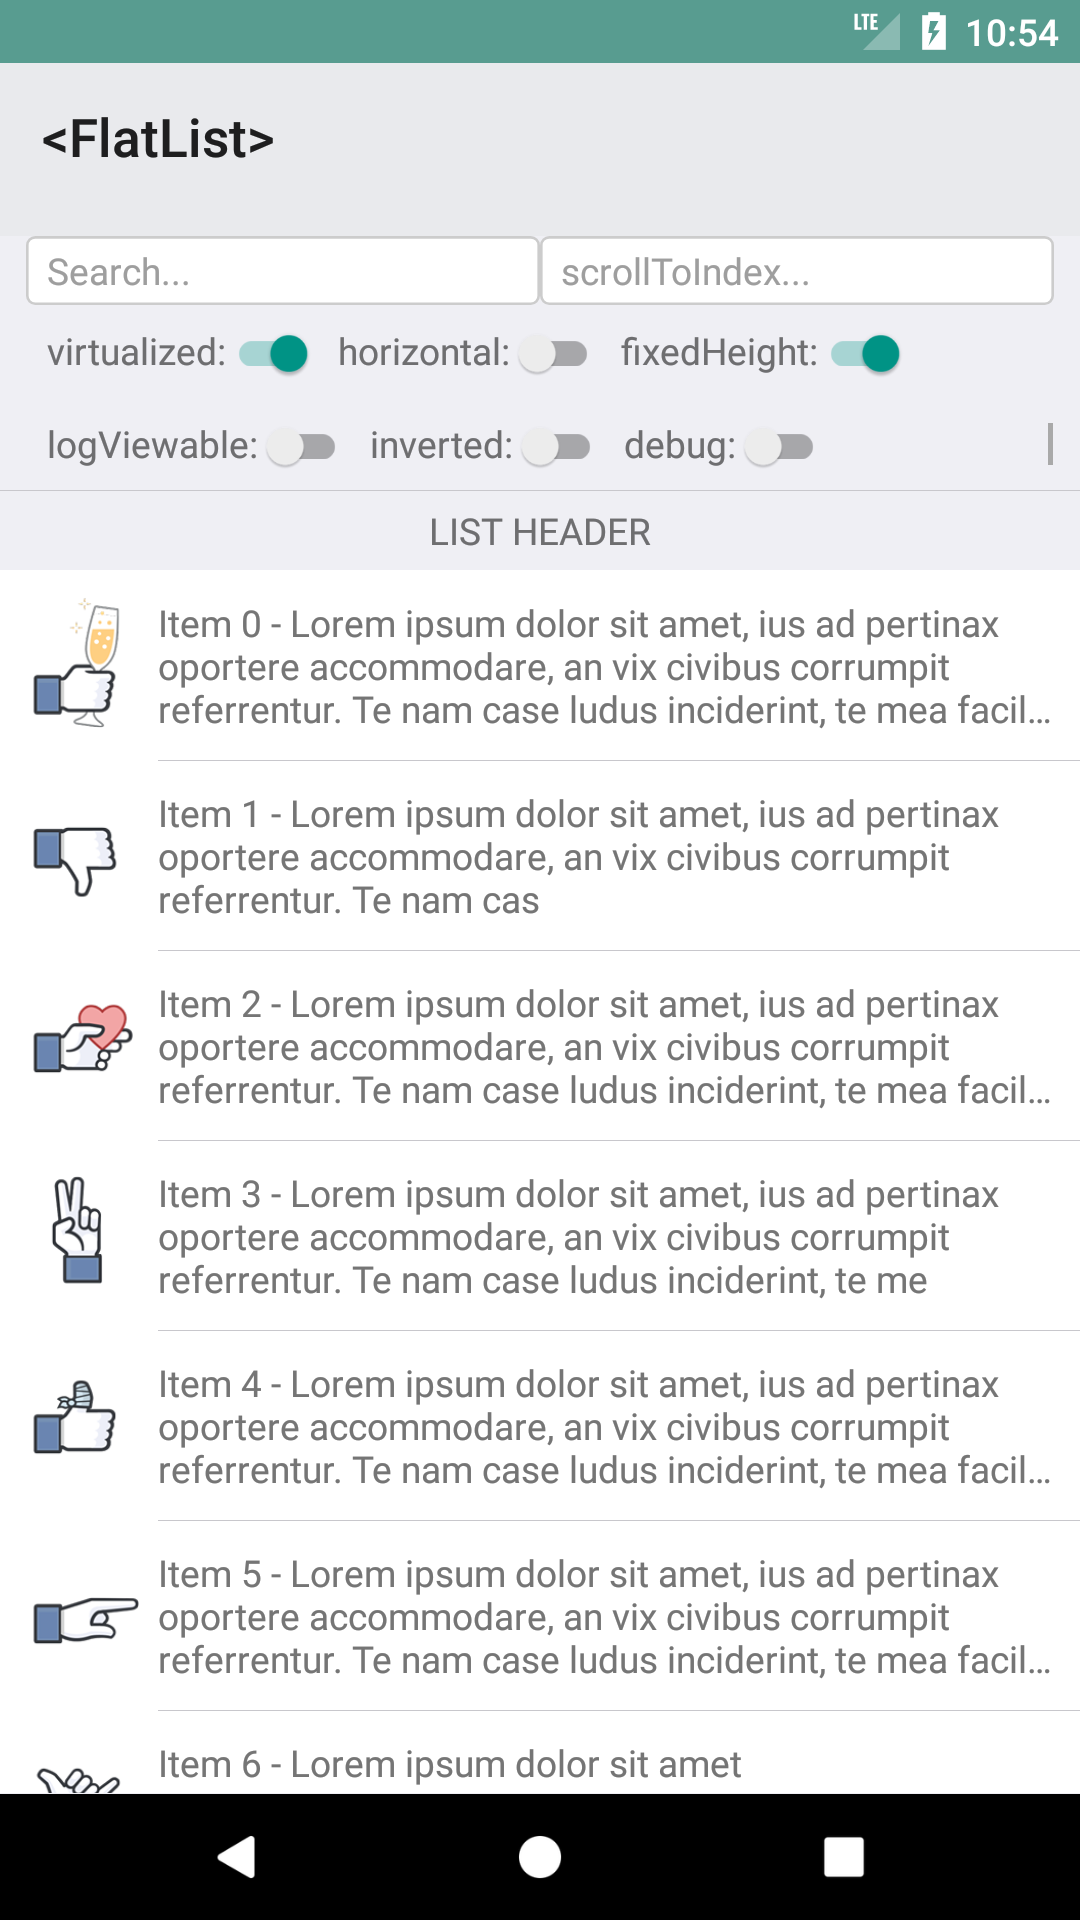 LTE 10:54
<FlatList>
Search... scrollToIndex...
virtualized: horizontal: fixedHeight:
logViewable: inverted: debug:
LIST HEADER
Item 0 - Lorem ipsum dolor sit amet, ius ad pertinax
oportere accommodare, an vix civibus corrumpit
referrentur. Te nam case ludus inciderint, te mea facil...
Item 1 - Lorem ipsum dolor sit amet, ius ad pertinax
oportere accommodare, an vix civibus corrumpit
referrentur. Te nam cas
Item 2 - Lorem ipsum dolor sit amet, ius ad pertinax
oportere accommodare, an vix civibus corrumpit
referrentur. Te nam case ludus inciderint, te mea facil...
Item 3 - Lorem ipsum dolor sit amet, ius ad pertinax
oportere accommodare, an vix civibus corrumpit
referrentur. Te nam case ludus inciderint, te me
Item 4 - Lorem ipsum dolor sit amet, ius ad pertinax
oportere accommodare, an vix civibus corrumpit
referrentur. Te nam case ludus inciderint, te mea facil...
Item 5 - Lorem ipsum dolor sit amet, ius ad pertinax
oportere accommodare, an vix civibus corrumpit
referrentur. Te nam case ludus inciderint, te mea facil...
Item 6 - Lorem ipsum dolor sit amet